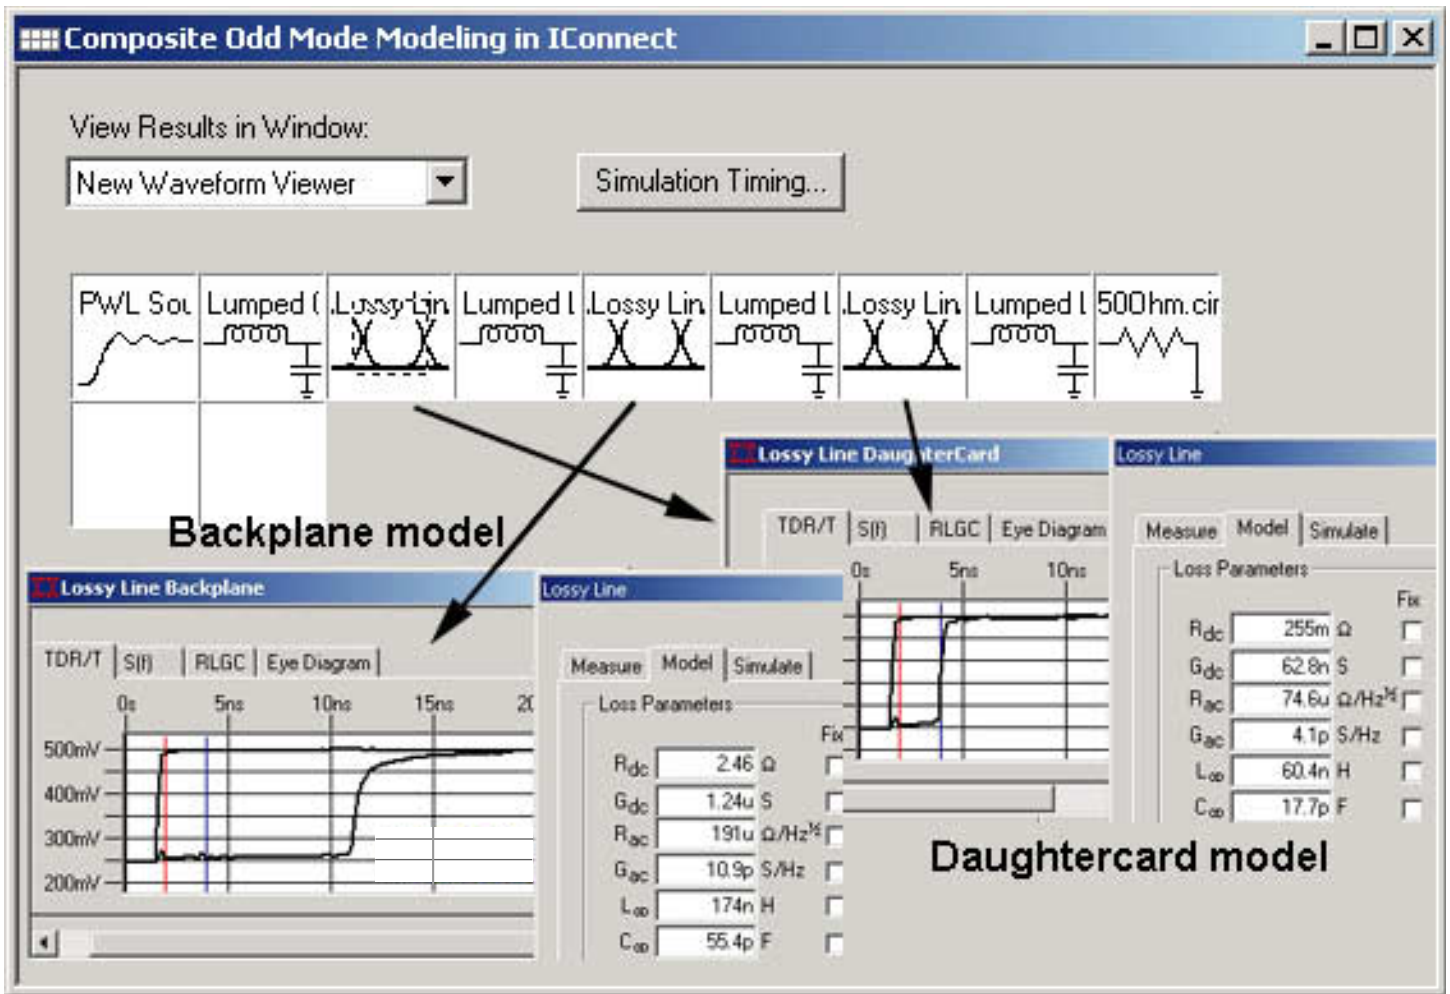 Composite Odd Mode Modeling in IConnect
View Results in Window:
New Waveform Viewer
Simulation Timing...
PWL Sou
Lumped (
.Lossy Lin.
Lumped l
.Lossy Lin.
Lumped l
.Lossy Lin.
Lumped l
50Ohm.cir
Backplane model
Lossy Line DaughterCard
TDR/T S(f) RLGC Eye Diagram
0s 5ns 10ns
Lossy Line
Measure Model Simulate
Loss Parameters
Fix
Rdc 255m Ω
Gdc 62.8n S
Rac 74.6u Ω/Hz½
Gac 4.1p S/Hz
L∞ 60.4n H
C∞ 17.7p F
Daughtercard model
Lossy Line Backplane
TDR/T S(f) RLGC Eye Diagram
0s 5ns 10ns 15ns 20
500mV
400mV
300mV
200mV
Lossy Line
Measure Model Simulate
Loss Parameters
Fix
Rdc 2.46 Ω
Gdc 1.24u S
Rac 191u Ω/Hz½
Gac 10.9p S/Hz
L∞ 174n H
C∞ 55.4p F